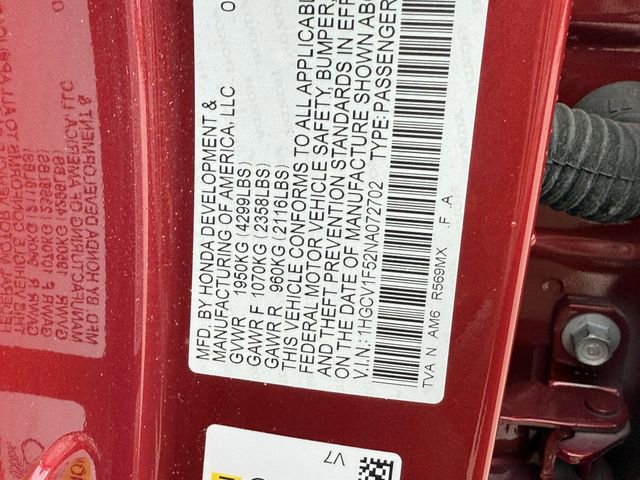 MFD. BY HONDA DEVELOPMENT &
MANUFACTURING OF AMERICA, LLC
GVWR 1950KG (4299LBS)
GAWR F 1070KG (2358LBS)
GAWR R 960KG (2116LBS)
THIS VEHICLE CONFORMS TO ALL APPLICABL
FEDERAL MOTOR VEHICLE SAFETY, BUMPER,
AND THEFT PREVENTION STANDARDS IN EFF
ON THE DATE OF MANUFACTURE SHOWN ABO
V.I.N.: 1HGCV1F52NA072702 TYPE: PASSENGER
TVA N AM6 R569MX F A
V7